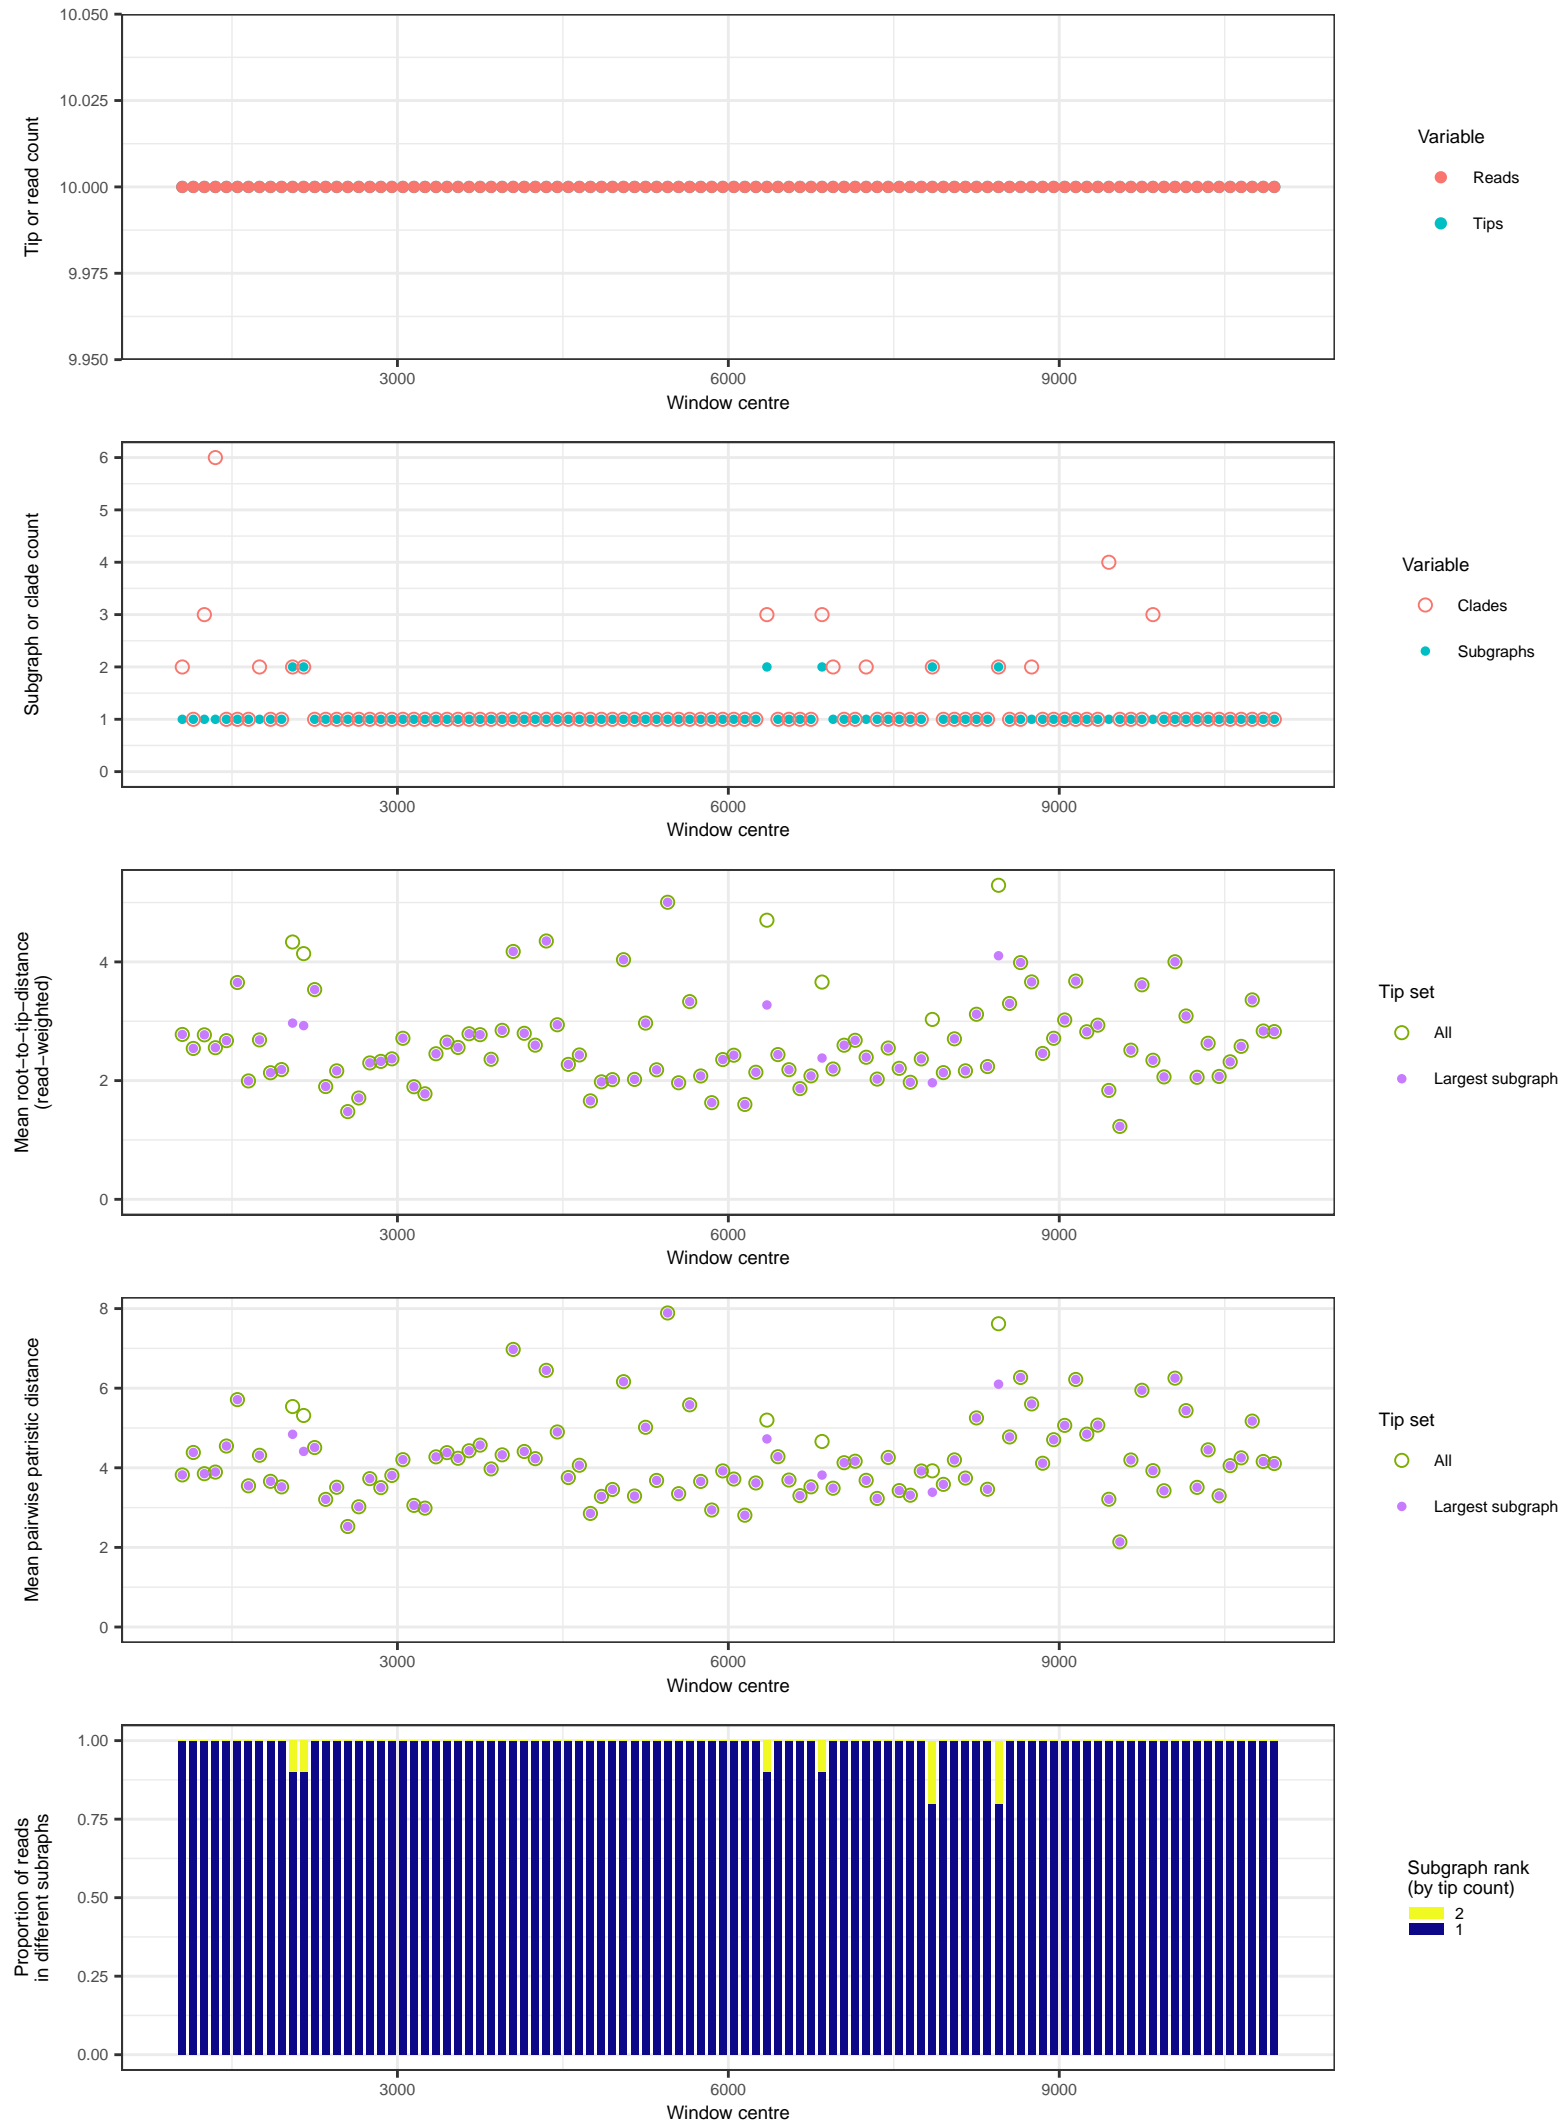 10.050
10.025
10.000
9.975
9.950
Tip or read count
3000
6000
9000
Window centre
Variable
Reads
Tips
6
5
4
3
2
1
0
Subgraph or clade count
3000
6000
9000
Window centre
Variable
Clades
Subgraphs
4
2
0
Mean root−to−tip−distance
(read−weighted)
3000
6000
9000
Window centre
Tip set
All
Largest subgraph
8
6
4
2
0
Mean pairwise patristic distance
3000
6000
9000
Window centre
Tip set
All
Largest subgraph
1.00
0.75
0.50
0.25
0.00
Proportion of reads
in different subraphs
3000
6000
9000
Window centre
Subgraph rank
(by tip count)
2
1